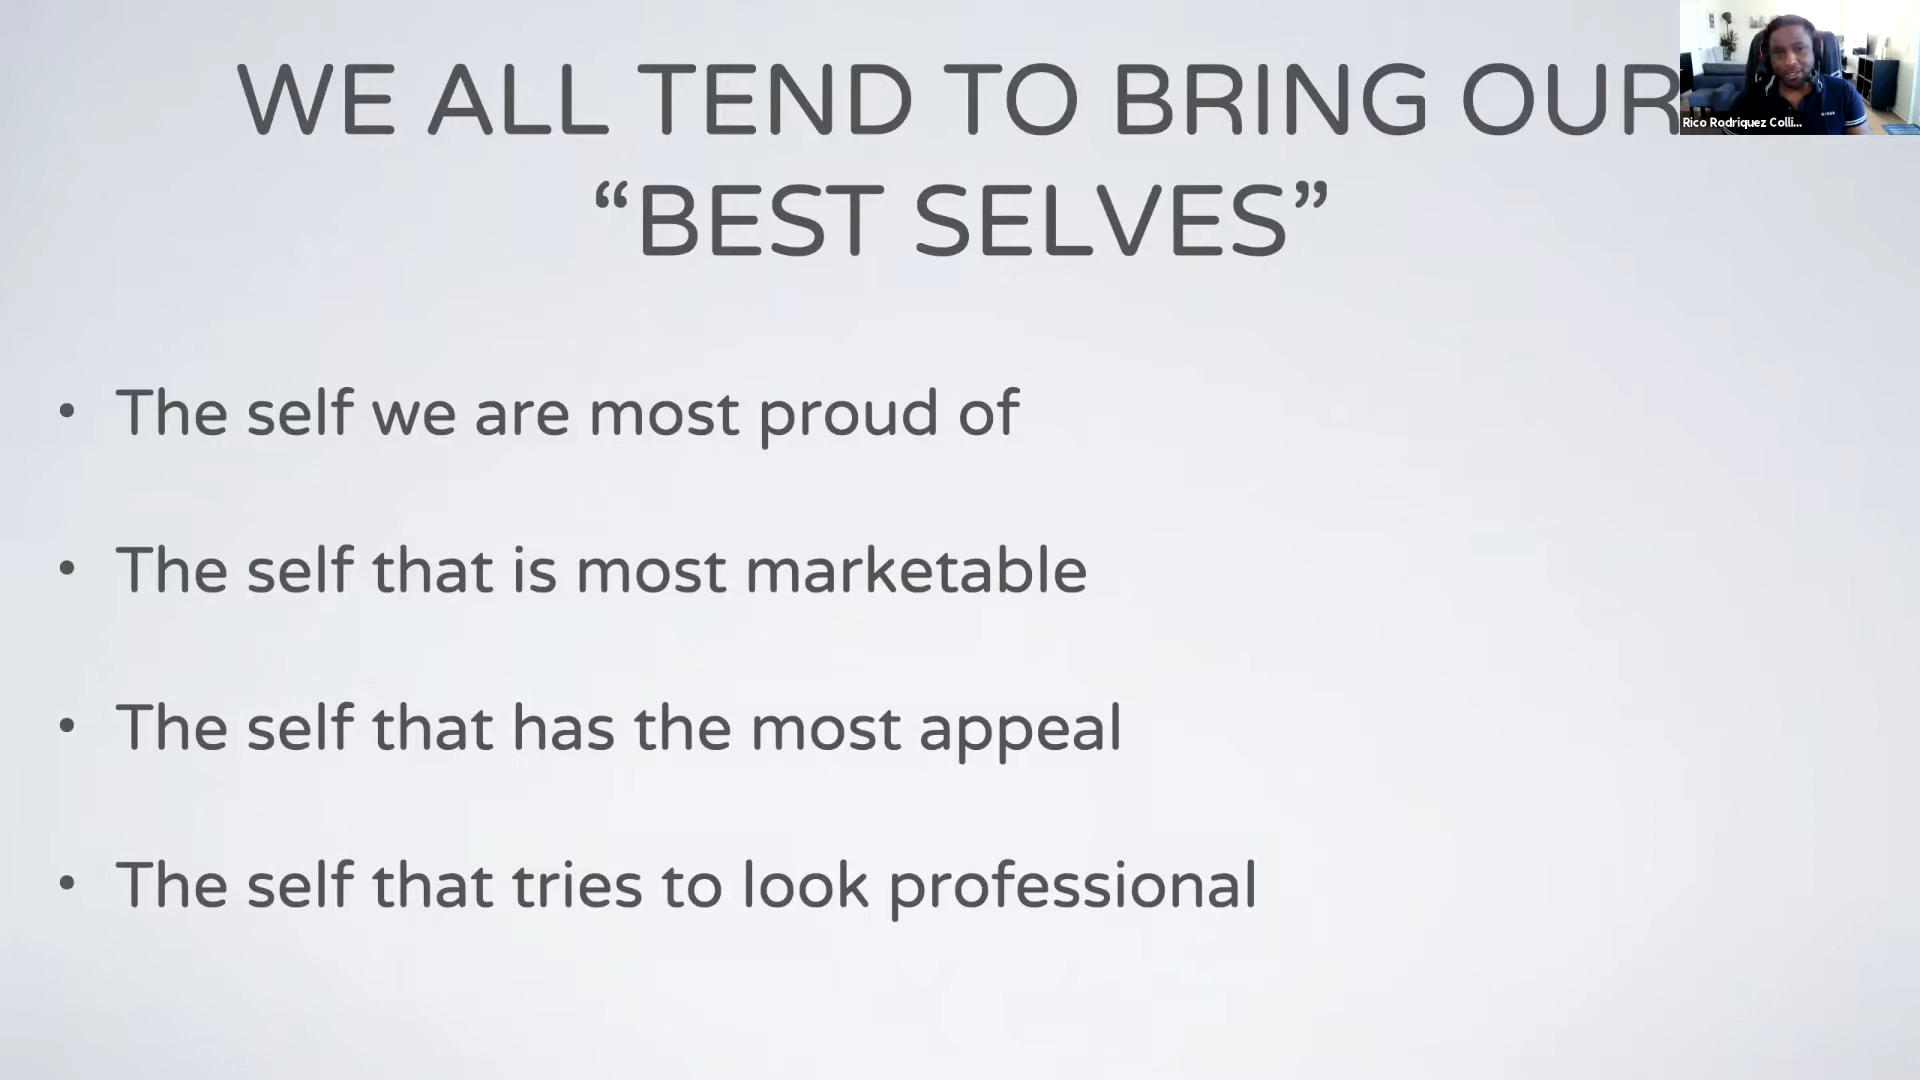 WE ALL TEND TO BRING OUR
“BEST SELVES”
Rico Rodriquez Colli...
• The self we are most proud of
• The self that is most marketable
• The self that has the most appeal
• The self that tries to look professional